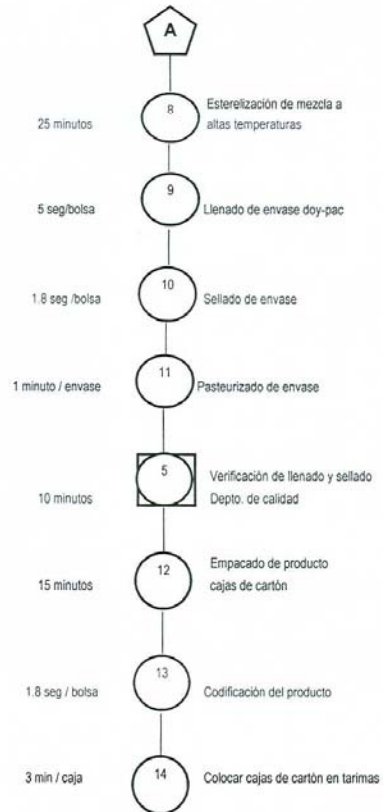 A
8
25 minutos
Esterelización de mezcla a
altas temperaturas
9
5 seg/bolsa
Llenado de envase doy-pac
10
1.8 seg /bolsa
Sellado de envase
11
1 minuto / envase
Pasteurizado de envase
5
10 minutos
Verificación de llenado y sellado
Depto. de calidad
12
15 minutos
Empacado de producto
cajas de cartón
13
1.8 seg / bolsa
Codificación del producto
14
3 min / caja
Colocar cajas de cartón en tarimas